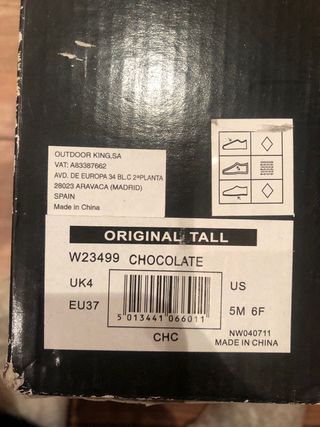 OUTDOOR KING,SA
VAT: A83387662
AVD. DE EUROPA 34 BL.C 2ªPLANTA
28023 ARAVACA (MADRID)
SPAIN
Made in China
ORIGINAL TALL
W23499 CHOCOLATE
UK4
US
EU37
5M 6F
5 013441 066011
CHC
NW040711
MADE IN CHINA